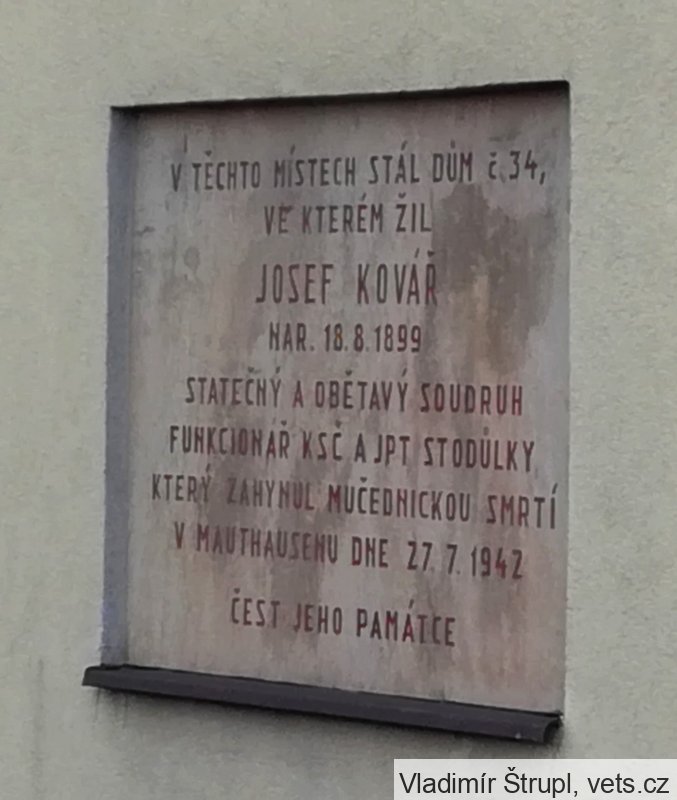 V TĚCHTO MÍSTECH STÁL DŮM č.34,
VE KTERÉM ŽIL
JOSEF KOVÁŘ
NAR. 18.8.1899
STATEČNÝ A OBĚTAVÝ SOUDRUH
FUNKCIONÁŘ KSČ A JPT STODŮLKY
KTERÝ ZAHYNUL MUČEDNICKOU SMRTÍ
V MAUTHAUSENU DNE 27.7.1942
ČEST JEHO PAMÁTCE
Vladimír Štrupl, vets.cz